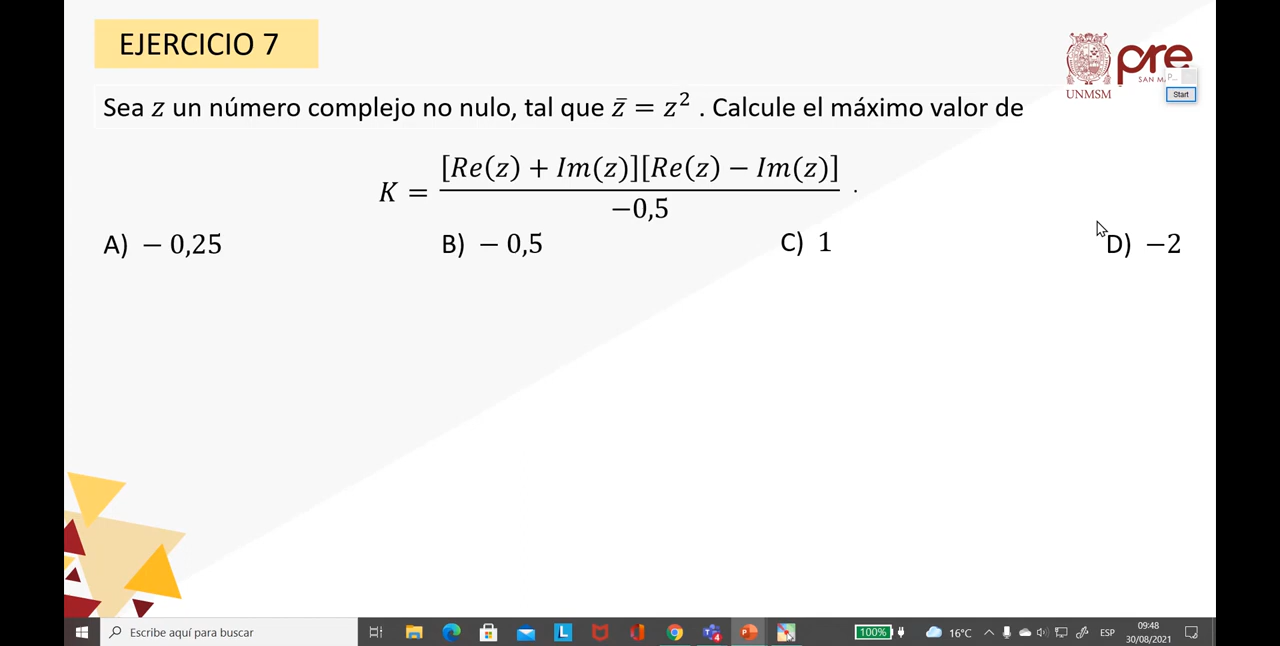 EJERCICIO 7
pre
SAN M
UNMSM
P...
Start
Sea z un número complejo no nulo, tal que z̄ = z² . Calcule el máximo valor de
K = [Re(z) + Im(z)][Re(z) − Im(z)] / −0,5 .
A) − 0,25 B) − 0,5 C) 1 D) −2
Escribe aquí para buscar
L
4
100%
16°C
ESP
09:48
30/08/2021